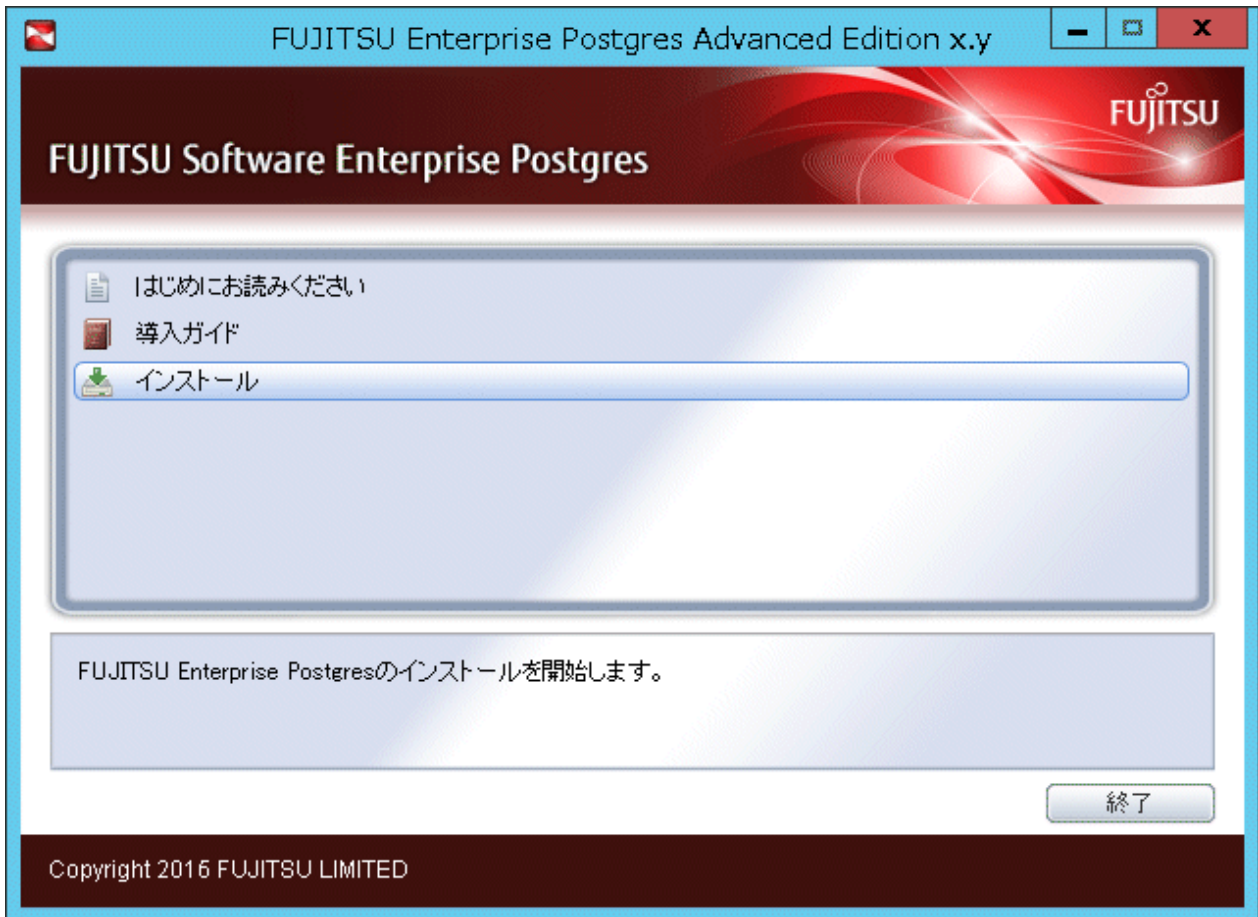 FUJITSU Enterprise Postgres Advanced Edition x.y
FUJITSU
FUJITSU Software Enterprise Postgres
はじめにお読みください
導入ガイド
インストール
FUJITSU Enterprise Postgresのインストールを開始します。
終了
Copyright 2016 FUJITSU LIMITED